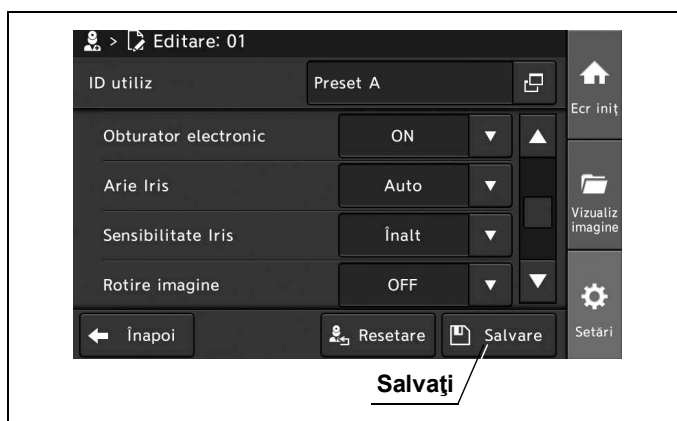 > Editare: 01
ID utiliz
Preset A
Ecr iniț
Obturator electronic
ON
Arie Iris
Auto
Vizualiz
imagine
Sensibilitate Iris
Înalt
Rotire imagine
OFF
Înapoi
Resetare
Salvare
Setări
Salvaţi